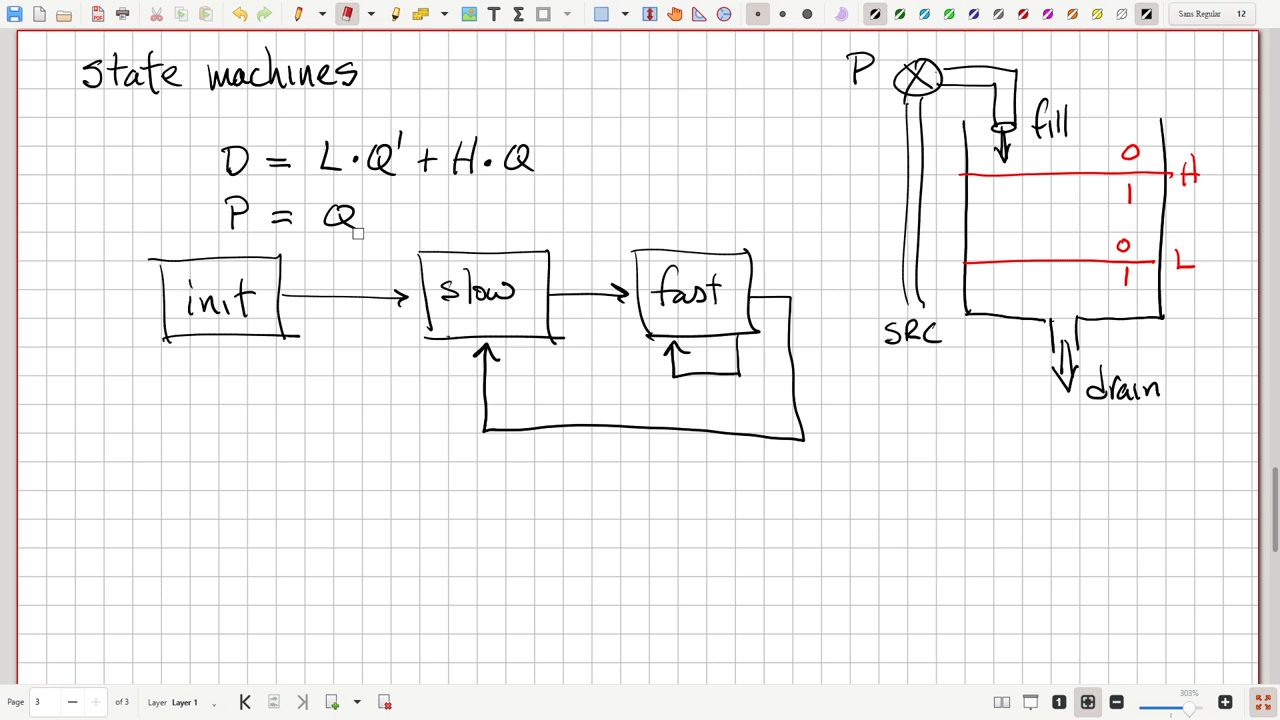 Sans Regular 12
state machines
D = L·Q' + H·Q
P = Q
init
slow
fast
P
fill
0
H
1
0
L
1
SRC
drain
Page 3 of 3 Layer Layer 1 303%